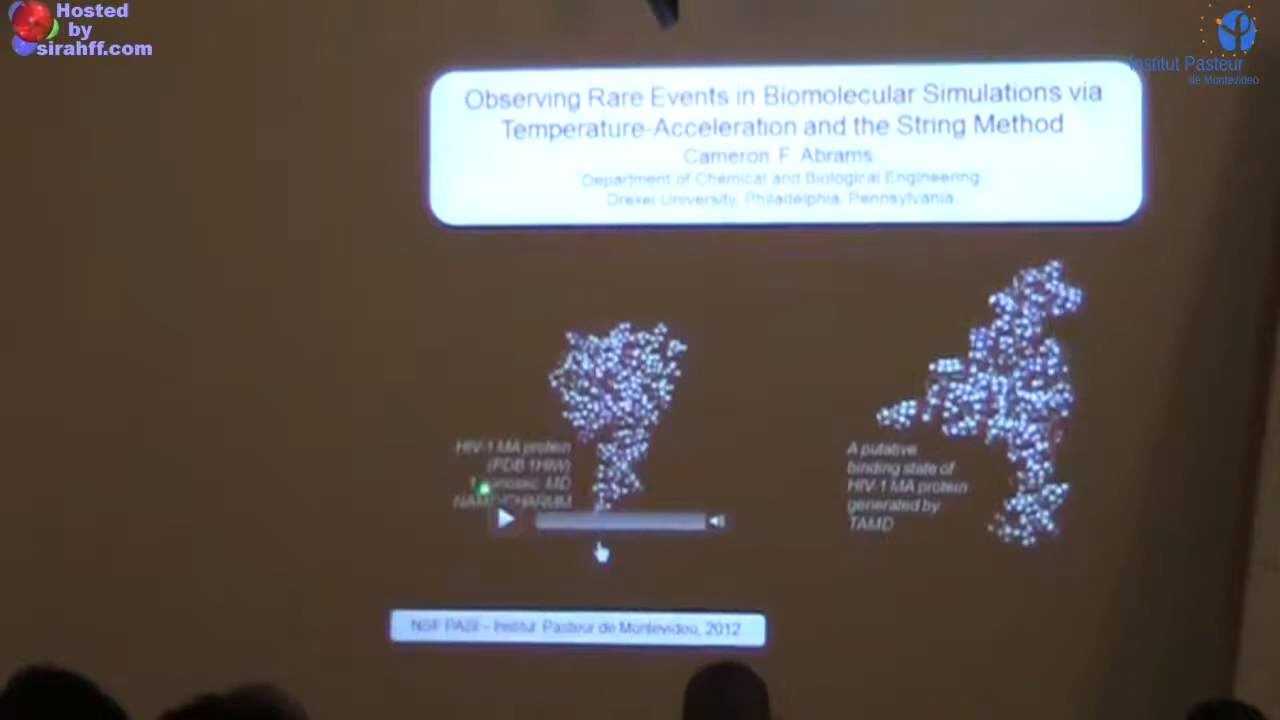 Hosted
by
sirahff.com
Institut Pasteur
de Montevideo
Observing Rare Events in Biomolecular Simulations via
Temperature-Acceleration and the String Method
Cameron F. Abrams
Department of Chemical and Biological Engineering
Drexel University, Philadelphia, Pennsylvania
HIV-1 MA protein
(PDB 1HIW)
MD
NAMD/CHARMM
A putative
binding state of
HIV-1 MA protein
generated by
TAMD
NSF PASI – Institut Pasteur de Montevideo, 2012